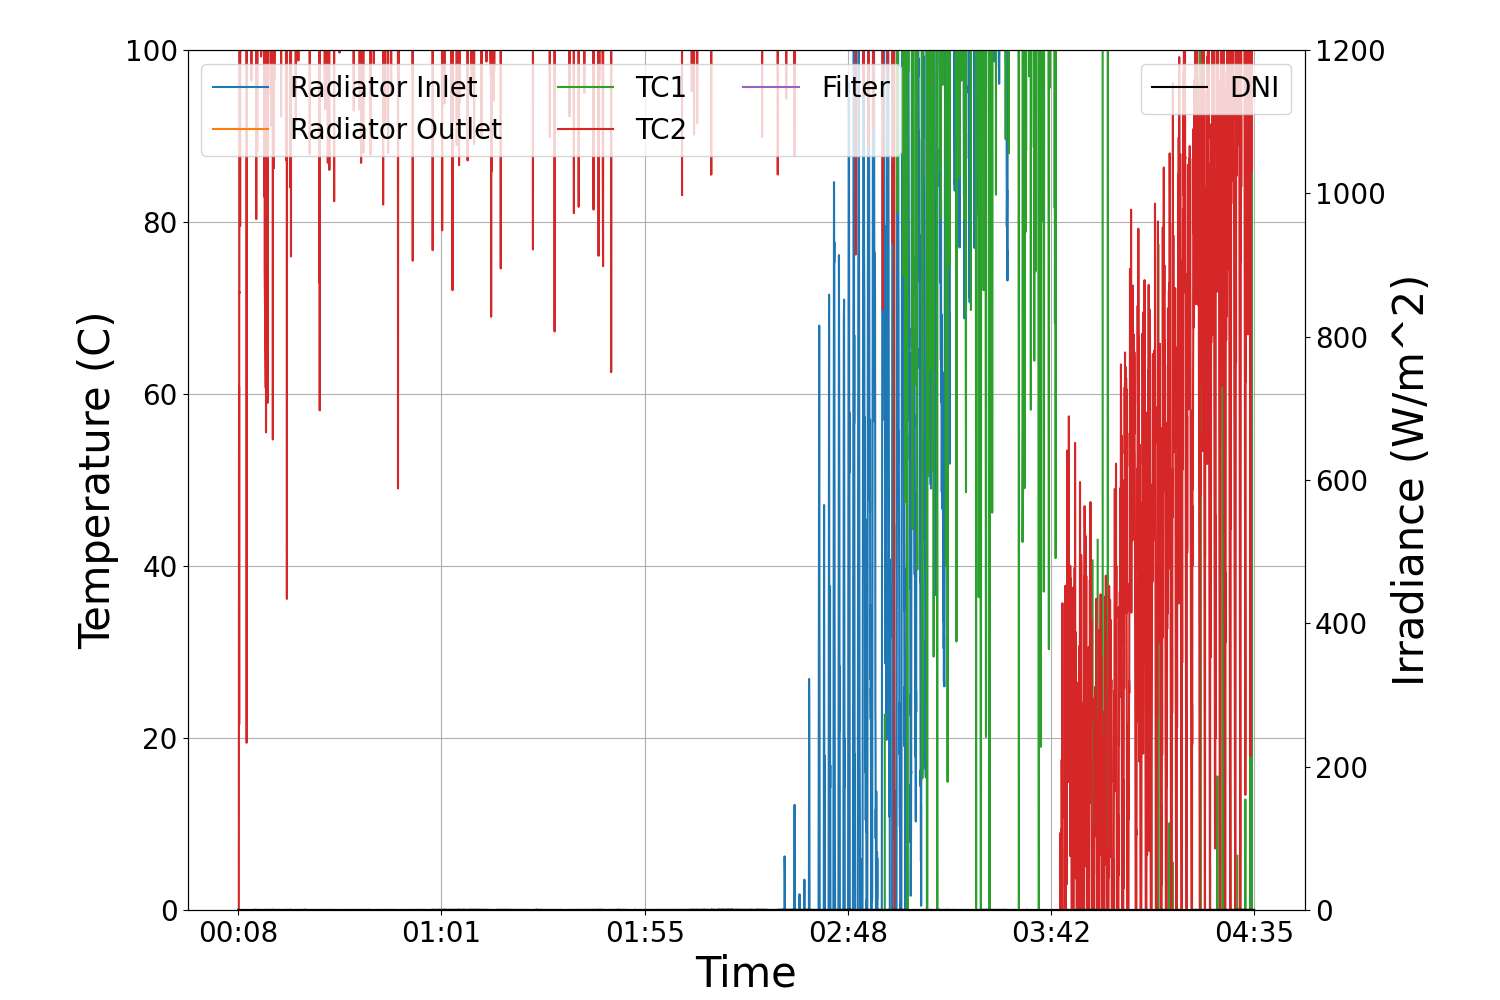 100
80
60
40
20
0
Temperature (C)
Radiator Inlet
Radiator Outlet
TC1
TC2
Filter
DNI
1200
1000
800
600
400
200
0
Irradiance (W/m^2)
00:08
01:01
01:55
02:48
03:42
04:35
Time